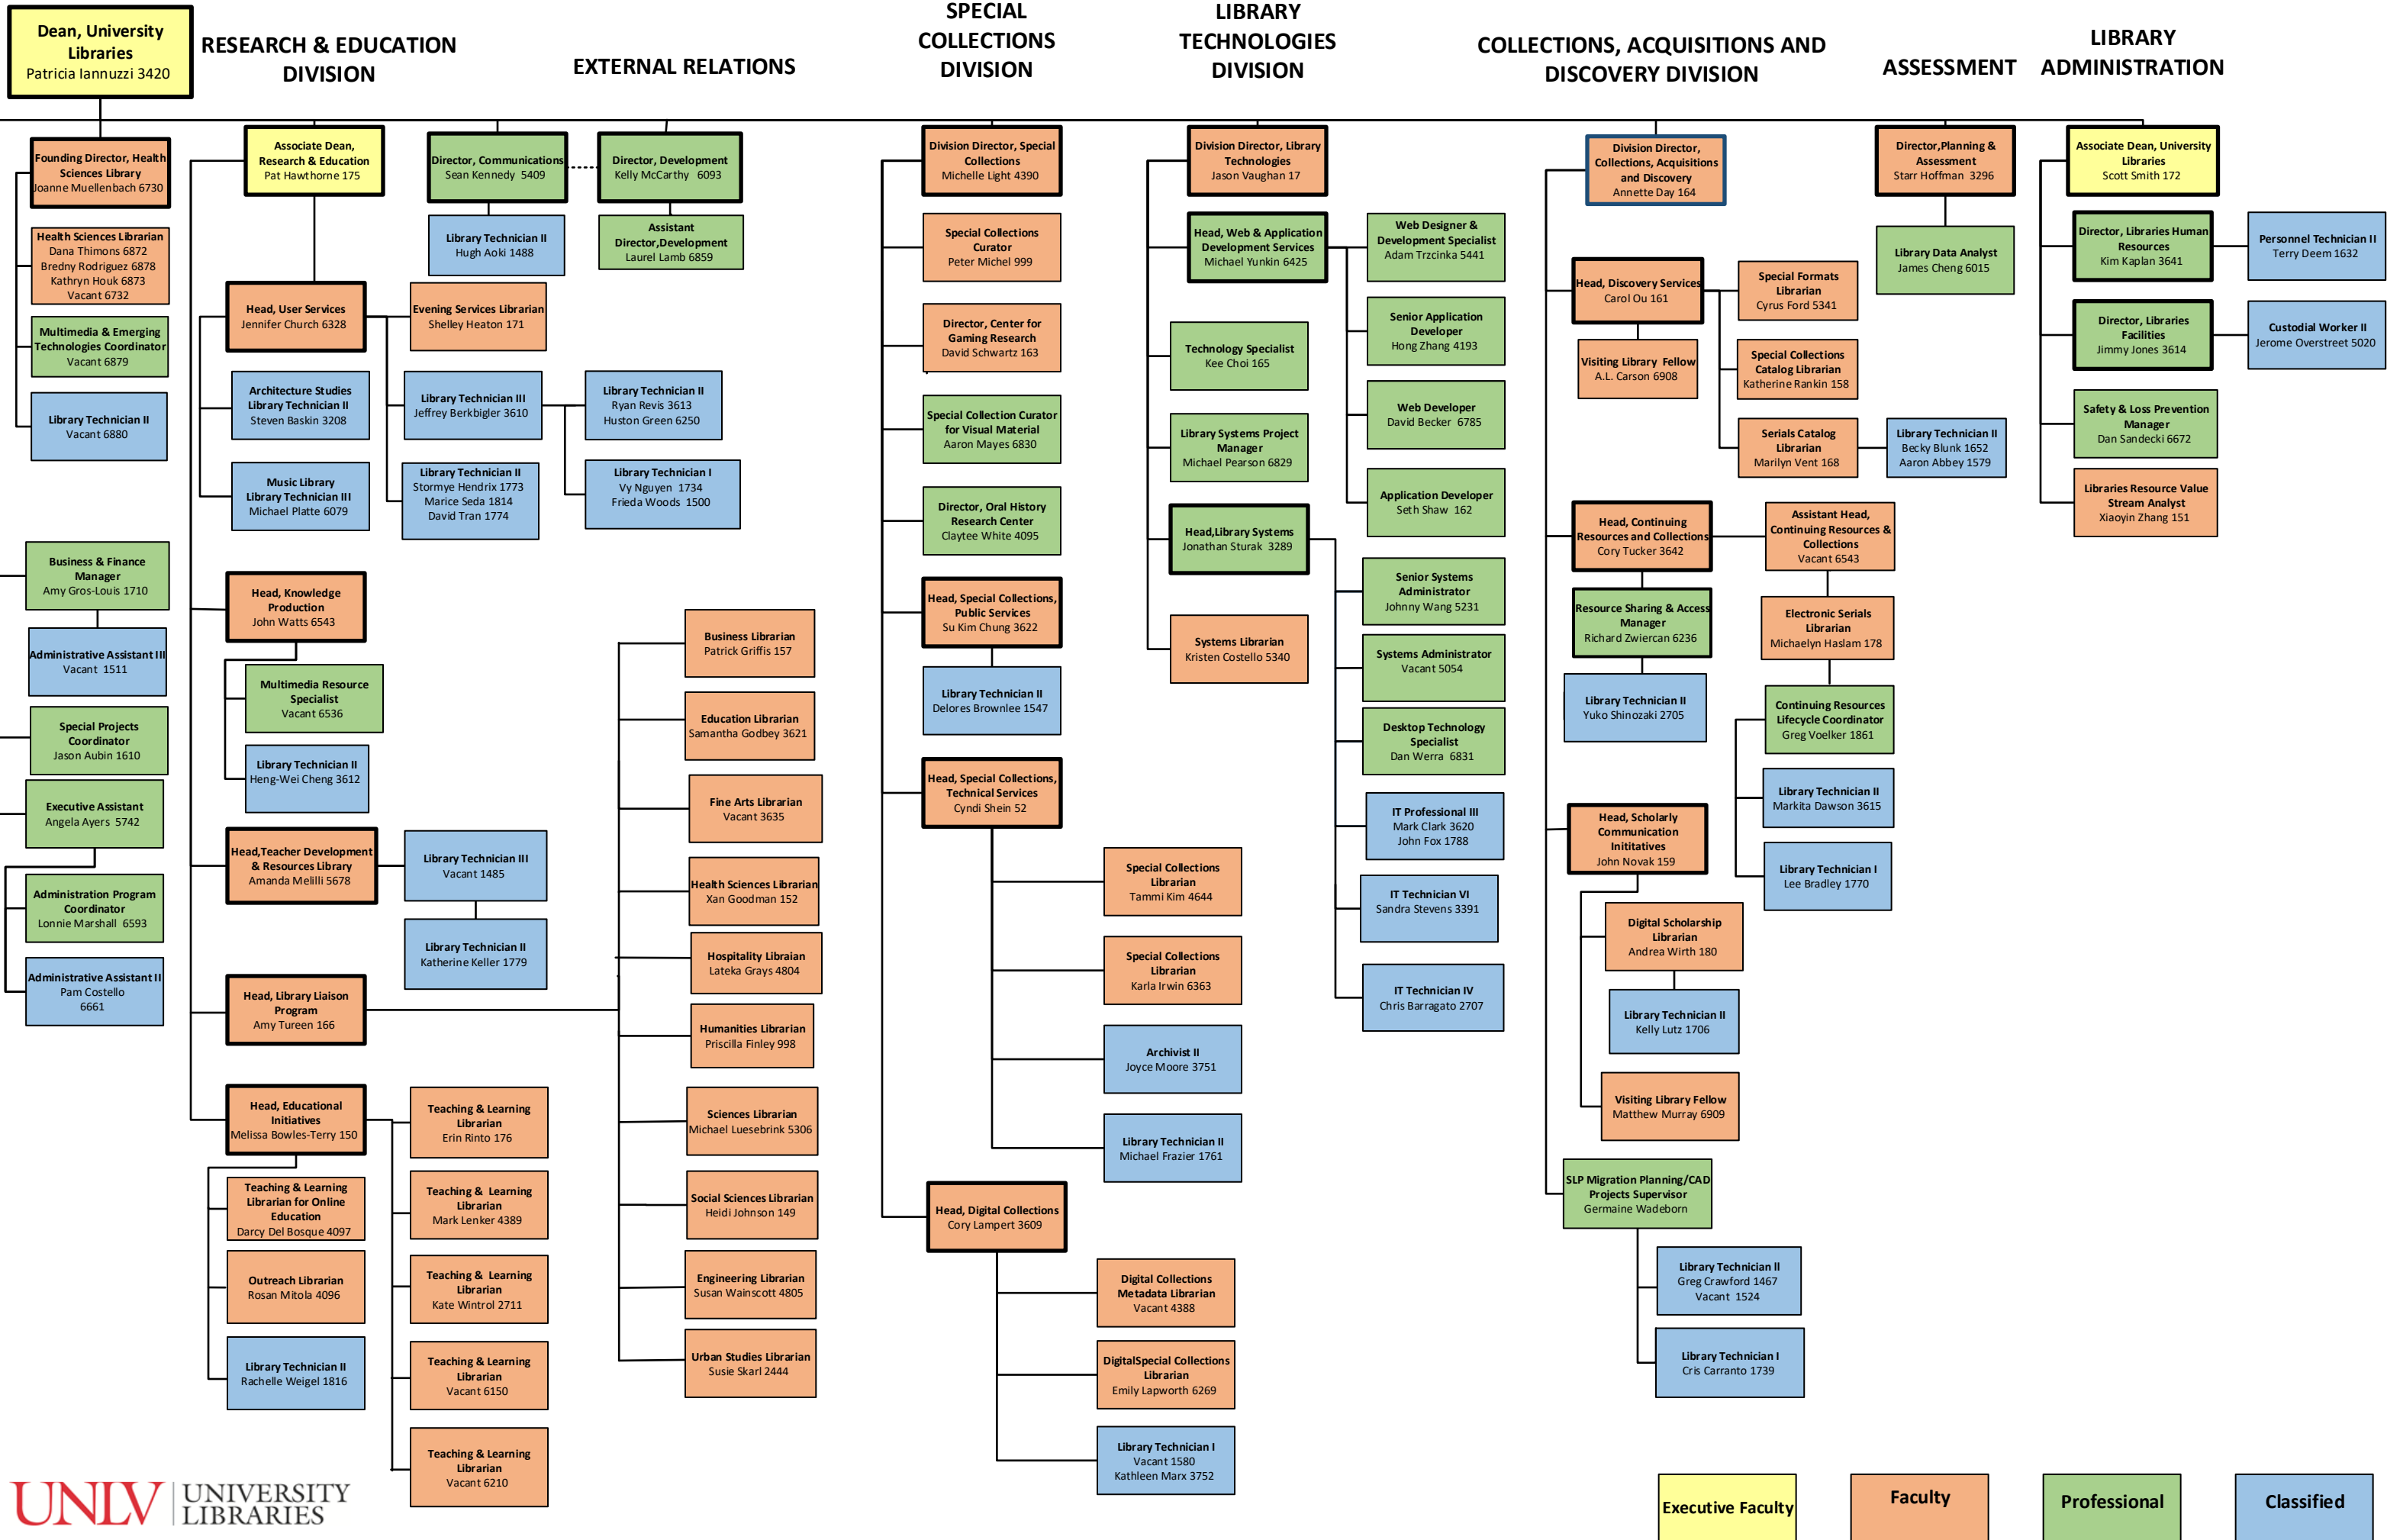 Dean, University
Libraries
Patricia Iannuzzi 3420
RESEARCH & EDUCATION
DIVISION
EXTERNAL RELATIONS
SPECIAL
COLLECTIONS
DIVISION
LIBRARY
TECHNOLOGIES
DIVISION
COLLECTIONS, ACQUISITIONS AND
DISCOVERY DIVISION
ASSESSMENT
LIBRARY
ADMINISTRATION
Founding Director, Health
Sciences Library
Joanne Muellenbach 6730
Health Sciences Librarian
Dana Thimons 6872
Bredny Rodriguez 6878
Kathryn Houk 6873
Vacant 6732
Multimedia & Emerging
Technologies Coordinator
Vacant 6879
Library Technician II
Vacant 6880
Business & Finance
Manager
Amy Gros-Louis 1710
Administrative Assistant III
Vacant 1511
Special Projects
Coordinator
Jason Aubin 1610
Executive Assistant
Angela Ayers 5742
Administration Program
Coordinator
Lonnie Marshall 6593
Administrative Assistant II
Pam Costello
6661
Associate Dean,
Research & Education
Pat Hawthorne 175
Head, User Services
Jennifer Church 6328
Evening Services Librarian
Shelley Heaton 171
Architecture Studies
Library Technician II
Steven Baskin 3208
Library Technician III
Jeffrey Berkbigler 3610
Library Technician II
Ryan Revis 3613
Huston Green 6250
Music Library
Library Technician III
Michael Platte 6079
Library Technician II
Stormye Hendrix 1773
Marice Seda 1814
David Tran 1774
Library Technician I
Vy Nguyen 1734
Frieda Woods 1500
Head, Knowledge
Production
John Watts 6543
Multimedia Resource
Specialist
Vacant 6536
Library Technician II
Heng-Wei Cheng 3612
Head,Teacher Development
& Resources Library
Amanda Melilli 5678
Library Technician III
Vacant 1485
Library Technician II
Katherine Keller 1779
Head, Library Liaison
Program
Amy Tureen 166
Head, Educational
Initiatives
Melissa Bowles-Terry 150
Teaching & Learning
Librarian for Online
Education
Darcy Del Bosque 4097
Outreach Librarian
Rosan Mitola 4096
Library Technician II
Rachelle Weigel 1816
Teaching & Learning
Librarian
Erin Rinto 176
Teaching & Learning
Librarian
Mark Lenker 4389
Teaching & Learning
Librarian
Kate Wintrol 2711
Teaching & Learning
Librarian
Vacant 6150
Teaching & Learning
Librarian
Vacant 6210
Business Librarian
Patrick Griffis 157
Education Librarian
Samantha Godbey 3621
Fine Arts Librarian
Vacant 3635
Health Sciences Librarian
Xan Goodman 152
Hospitality Libraian
Lateka Grays 4804
Humanities Librarian
Priscilla Finley 998
Sciences Librarian
Michael Luesebrink 5306
Social Sciences Librarian
Heidi Johnson 149
Engineering Librarian
Susan Wainscott 4805
Urban Studies Librarian
Susie Skarl 2444
Director, Communications
Sean Kennedy 5409
Library Technician II
Hugh Aoki 1488
Director, Development
Kelly McCarthy 6093
Assistant
Director,Development
Laurel Lamb 6859
Division Director, Special
Collections
Michelle Light 4390
Special Collections
Curator
Peter Michel 999
Director, Center for
Gaming Research
David Schwartz 163
Special Collection Curator
for Visual Material
Aaron Mayes 6830
Director, Oral History
Research Center
Claytee White 4095
Head, Special Collections,
Public Services
Su Kim Chung 3622
Library Technician II
Delores Brownlee 1547
Head, Special Collections,
Technical Services
Cyndi Shein 52
Special Collections
Librarian
Tammi Kim 4644
Special Collections
Librarian
Karla Irwin 6363
Archivist II
Joyce Moore 3751
Library Technician II
Michael Frazier 1761
Head, Digital Collections
Cory Lampert 3609
Digital Collections
Metadata Librarian
Vacant 4388
DigitalSpecial Collections
Librarian
Emily Lapworth 6269
Library Technician I
Vacant 1580
Kathleen Marx 3752
Division Director, Library
Technologies
Jason Vaughan 17
Head, Web & Application
Development Services
Michael Yunkin 6425
Web Designer &
Development Specialist
Adam Trzcinka 5441
Senior Application
Developer
Hong Zhang 4193
Web Developer
David Becker 6785
Application Developer
Seth Shaw 162
Technology Specialist
Kee Choi 165
Library Systems Project
Manager
Michael Pearson 6829
Head,Library Systems
Jonathan Sturak 3289
Systems Librarian
Kristen Costello 5340
Senior Systems
Administrator
Johnny Wang 5231
Systems Administrator
Vacant 5054
Desktop Technology
Specialist
Dan Werra 6831
IT Professional III
Mark Clark 3620
John Fox 1788
IT Technician VI
Sandra Stevens 3391
IT Technician IV
Chris Barragato 2707
Division Director,
Collections, Acquisitions
and Discovery
Annette Day 164
Head, Discovery Services
Carol Ou 161
Visiting Library Fellow
A.L. Carson 6908
Special Formats
Librarian
Cyrus Ford 5341
Special Collections
Catalog Librarian
Katherine Rankin 158
Serials Catalog
Librarian
Marilyn Vent 168
Library Technician II
Becky Blunk 1652
Aaron Abbey 1579
Head, Continuing
Resources and Collections
Cory Tucker 3642
Assistant Head,
Continuing Resources &
Collections
Vacant 6543
Resource Sharing & Access
Manager
Richard Zwiercan 6236
Electronic Serials
Librarian
Michaelyn Haslam 178
Library Technician II
Yuko Shinozaki 2705
Continuing Resources
Lifecycle Coordinator
Greg Voelker 1861
Library Technician II
Markita Dawson 3615
Library Technician I
Lee Bradley 1770
Head, Scholarly
Communication
Inititatives
John Novak 159
Digital Scholarship
Librarian
Andrea Wirth 180
Library Technician II
Kelly Lutz 1706
Visiting Library Fellow
Matthew Murray 6909
SLP Migration Planning/CAD
Projects Supervisor
Germaine Wadeborn
Library Technician II
Greg Crawford 1467
Vacant 1524
Library Technician I
Cris Carranto 1739
Director,Planning &
Assessment
Starr Hoffman 3296
Library Data Analyst
James Cheng 6015
Associate Dean, University
Libraries
Scott Smith 172
Director, Libraries Human
Resources
Kim Kaplan 3641
Personnel Technician II
Terry Deem 1632
Director, Libraries
Facilities
Jimmy Jones 3614
Custodial Worker II
Jerome Overstreet 5020
Safety & Loss Prevention
Manager
Dan Sandecki 6672
Libraries Resource Value
Stream Analyst
Xiaoyin Zhang 151
UNLV UNIVERSITY
LIBRARIES
Executive Faculty
Faculty
Professional
Classified